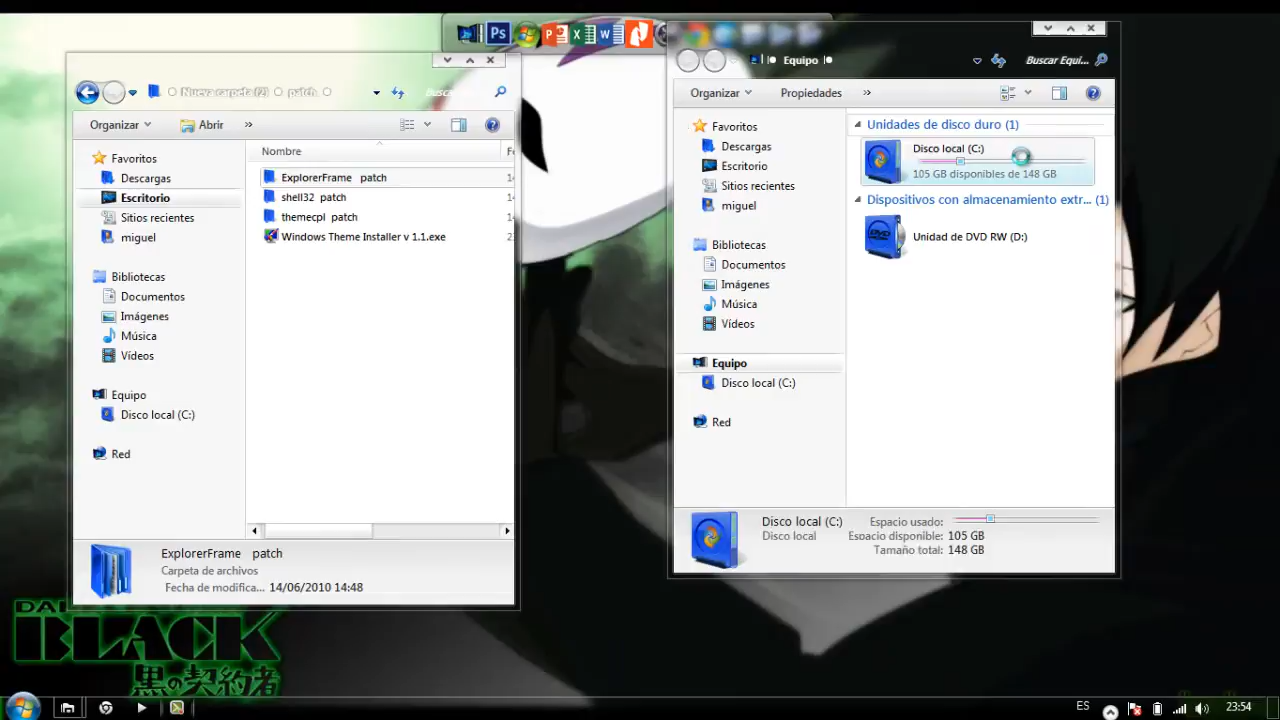 Ps
Nueva carpeta (2) patch
Organizar
Abrir
»
Favoritos
Descargas
Escritorio
Sitios recientes
miguel
Bibliotecas
Documentos
Imágenes
Música
Vídeos
Equipo
Disco local (C:)
Red
Nombre
ExplorerFrame patch
shell32 patch
themecpl patch
Windows Theme Installer v 1.1.exe
ExplorerFrame patch
Carpeta de archivos
Fecha de modifica... 14/06/2010 14:48
Equipo
Buscar Equi...
Organizar
Propiedades
»
Favoritos
Descargas
Escritorio
Sitios recientes
miguel
Bibliotecas
Documentos
Imágenes
Música
Vídeos
Equipo
Disco local (C:)
Red
Unidades de disco duro (1)
Disco local (C:)
105 GB disponibles de 148 GB
Dispositivos con almacenamiento extr... (1)
DVD
Unidad de DVD RW (D:)
Disco local (C:)
Disco local
Espacio usado:
Espacio disponible: 105 GB
Tamaño total: 148 GB
BLACK
黒の契約者
ES
23:54